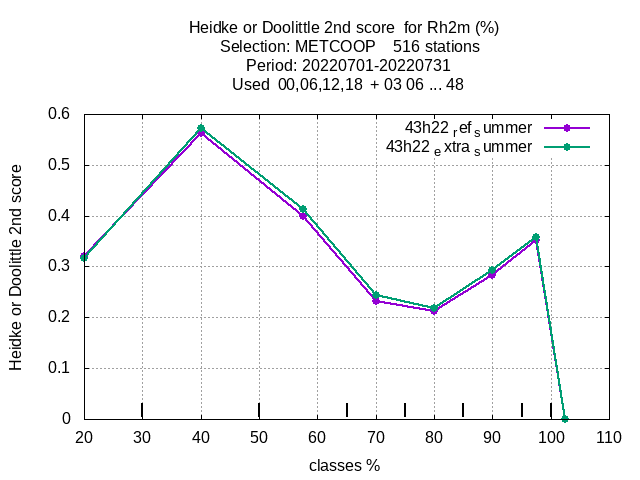 Heidke or Doolittle 2nd score  for Rh2m (%)
Selection: METCOOP    516 stations
Period: 20220701-20220731
Used  00,06,12,18  + 03 06 ... 48
43h22 ref summer
43h22 extra summer
Heidke or Doolittle 2nd score
0.6
0.5
0.4
0.3
0.2
0.1
0
20 30 40 50 60 70 80 90 100 110
classes %